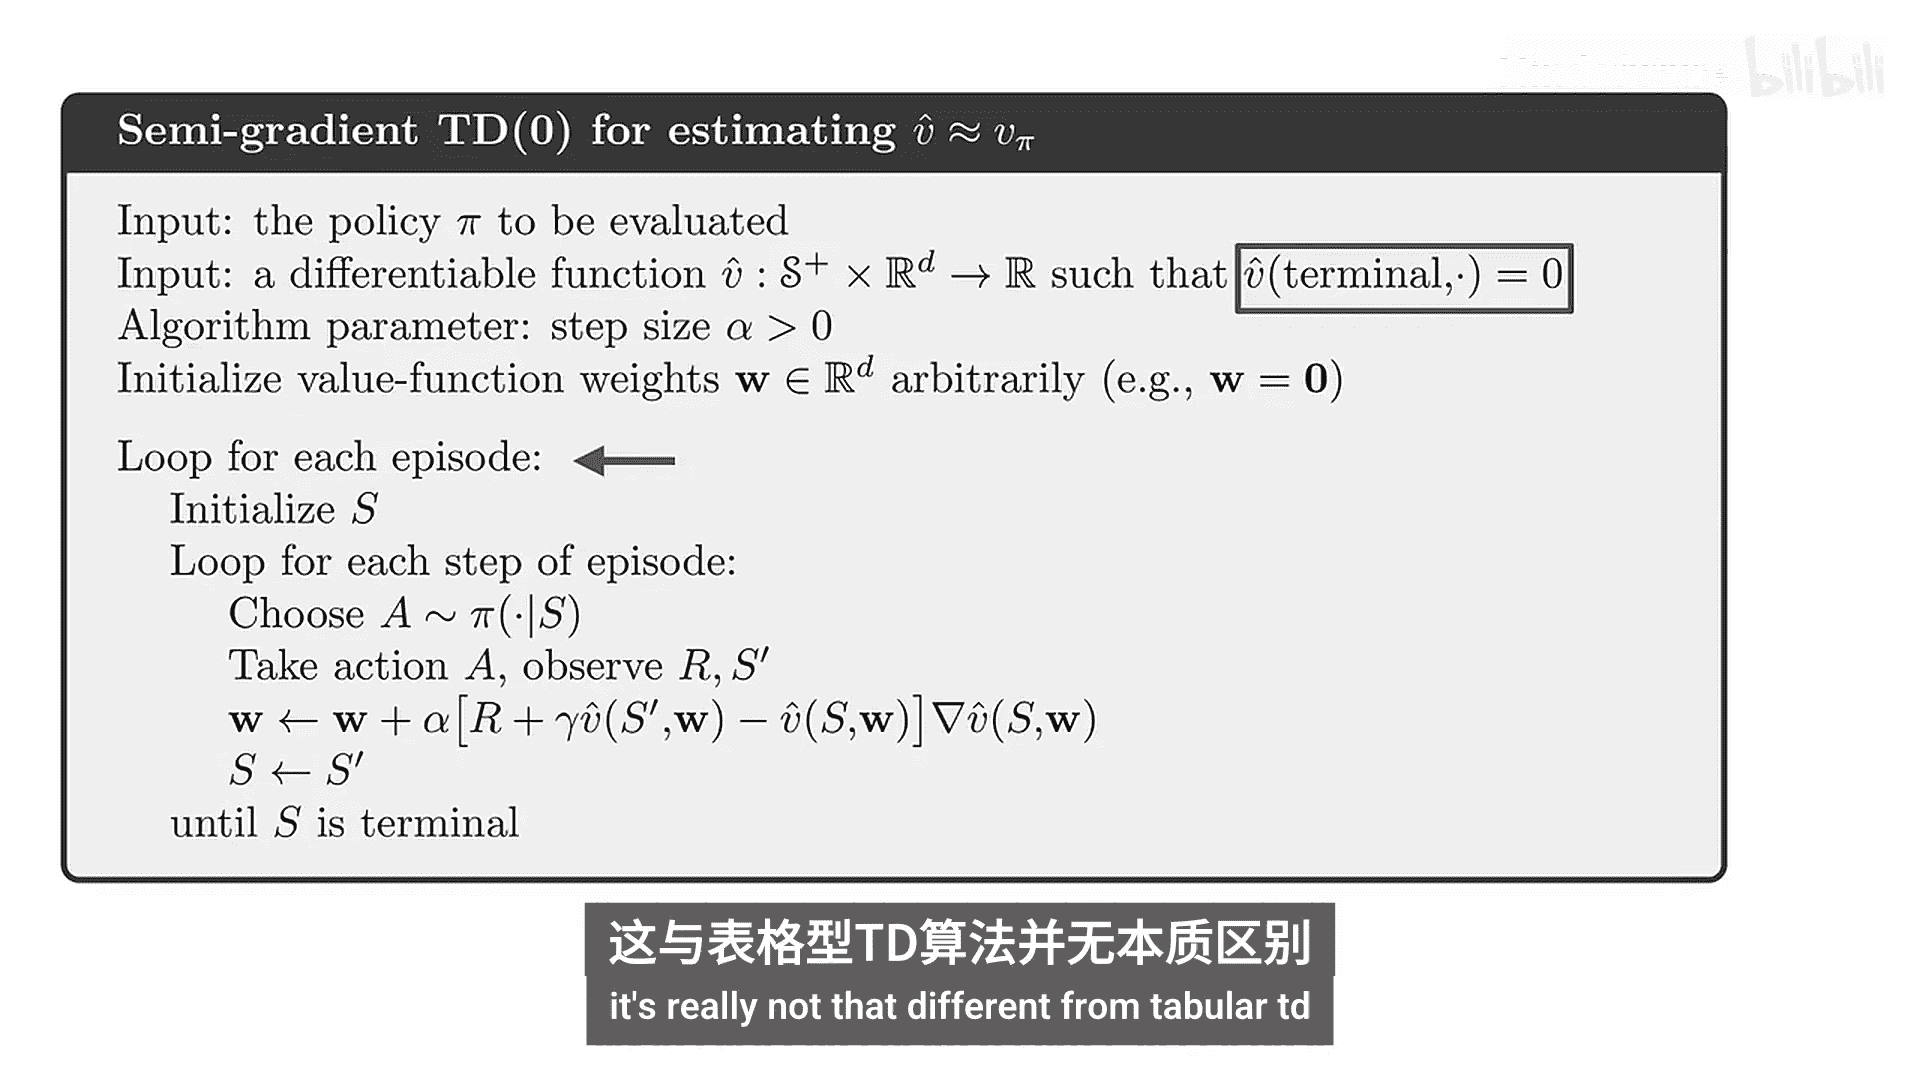 bilibili
Semi-gradient TD(0) for estimating v̂ ≈ vπ
Input: the policy π to be evaluated
Input: a differentiable function v̂ : 𝒮⁺ × ℝᵈ → ℝ such that v̂(terminal,·) = 0
Algorithm parameter: step size α > 0
Initialize value-function weights w ∈ ℝᵈ arbitrarily (e.g., w = 0)
Loop for each episode:
Initialize S
Loop for each step of episode:
Choose A ∼ π(·|S)
Take action A, observe R, S′
w ← w + α[R + γv̂(S′,w) − v̂(S,w)]∇v̂(S,w)
S ← S′
until S is terminal
这与表格型TD算法并无本质区别
it's really not that different from tabular td